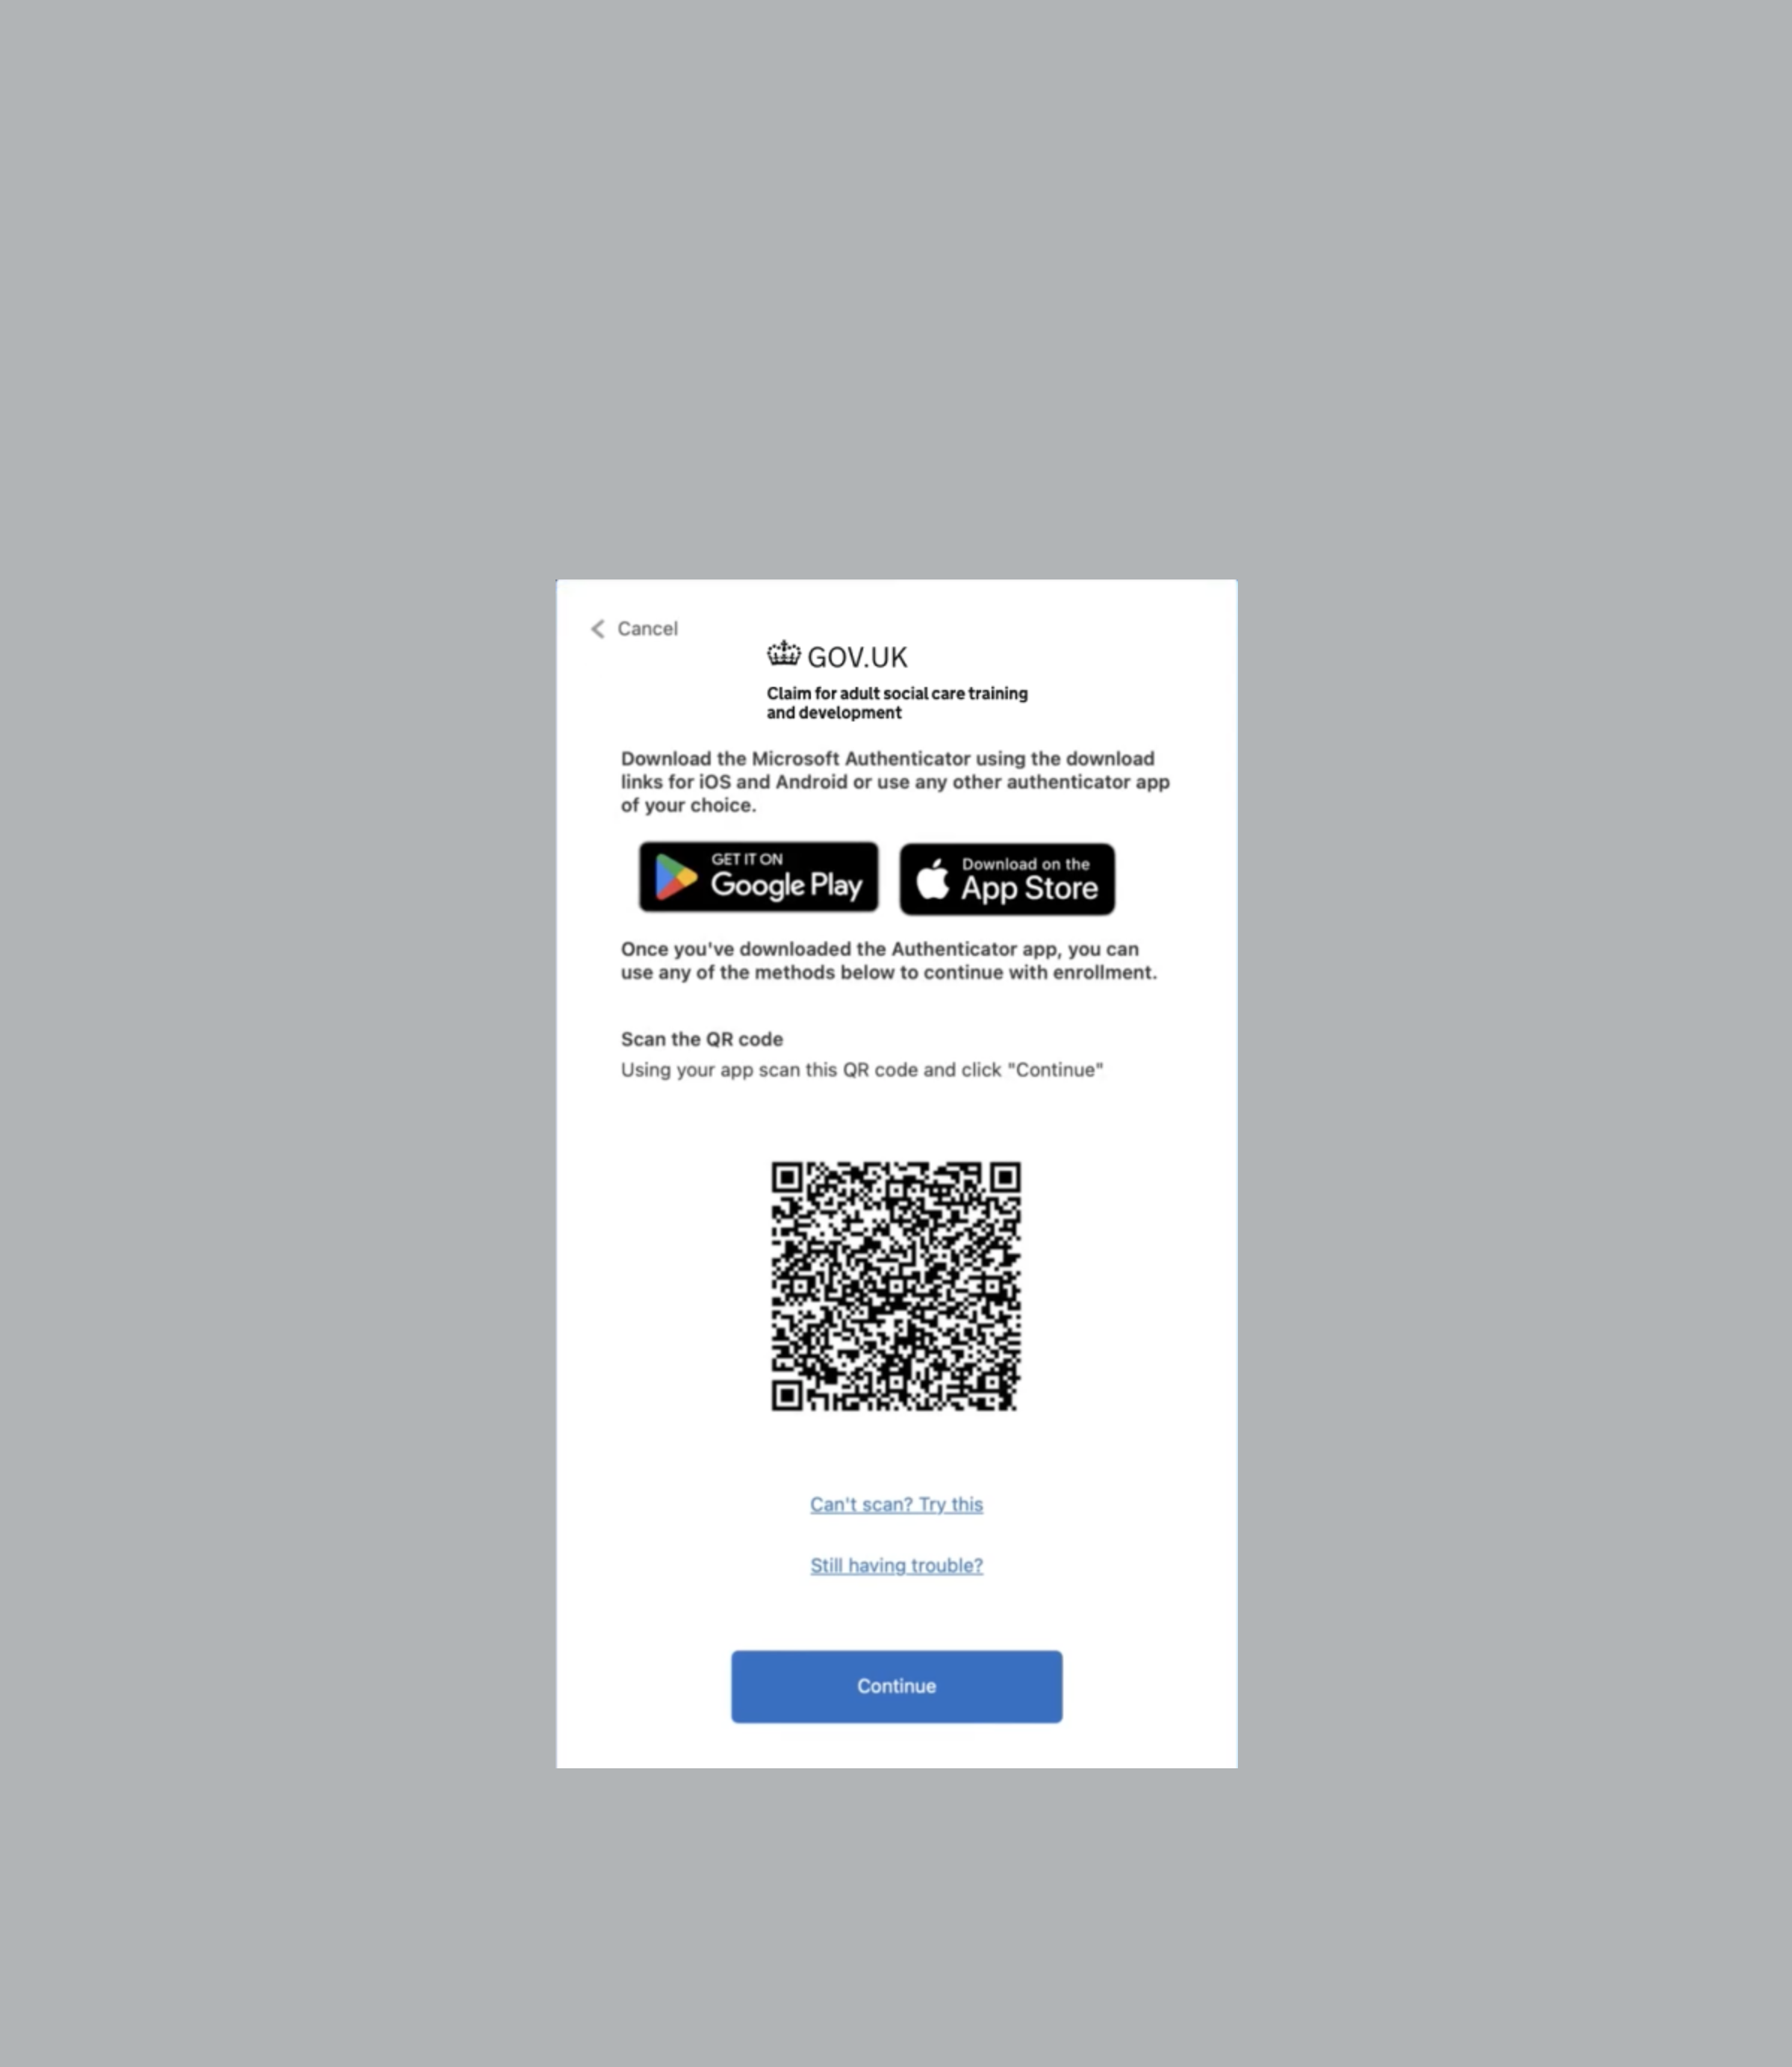 Cancel
GOV.UK
Claim for adult social care training
and development
Download the Microsoft Authenticator using the download
links for iOS and Android or use any other authenticator app
of your choice.
GET IT ON
Google Play
Download on the
App Store
Once you've downloaded the Authenticator app, you can
use any of the methods below to continue with enrollment.
Scan the QR code
Using your app scan this QR code and click "Continue"
Can't scan? Try this
Still having trouble?
Continue